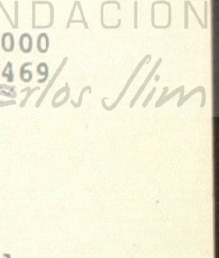 NDACION
000
469
rlos Slim